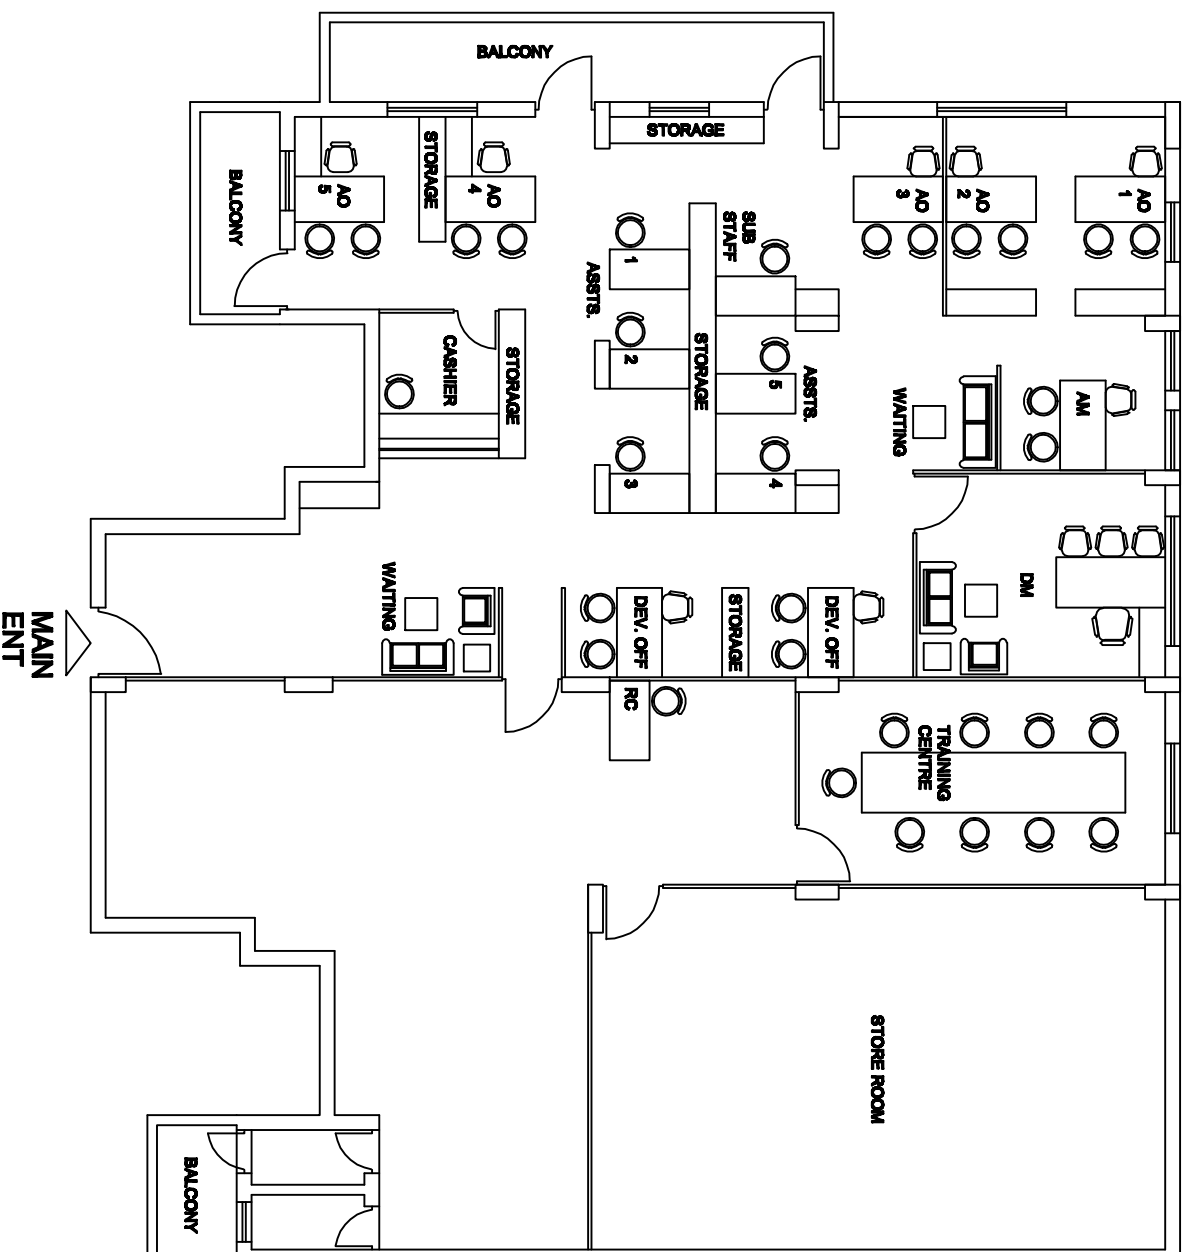 BALCONY
STORAGE
BALCONY
AO
5
STORAGE
AO
4
AO
3
AO
2
AO
1
SUB
STAFF
ASSTS.
1
2
3
STORAGE
5
4
ASSTS.
CASHIER
STORAGE
WAITING
AM
DM
WAITING
DEV. OFF
STORAGE
DEV. OFF
MAIN
ENT
RC
TRAINING
CENTRE
STORE ROOM
BALCONY